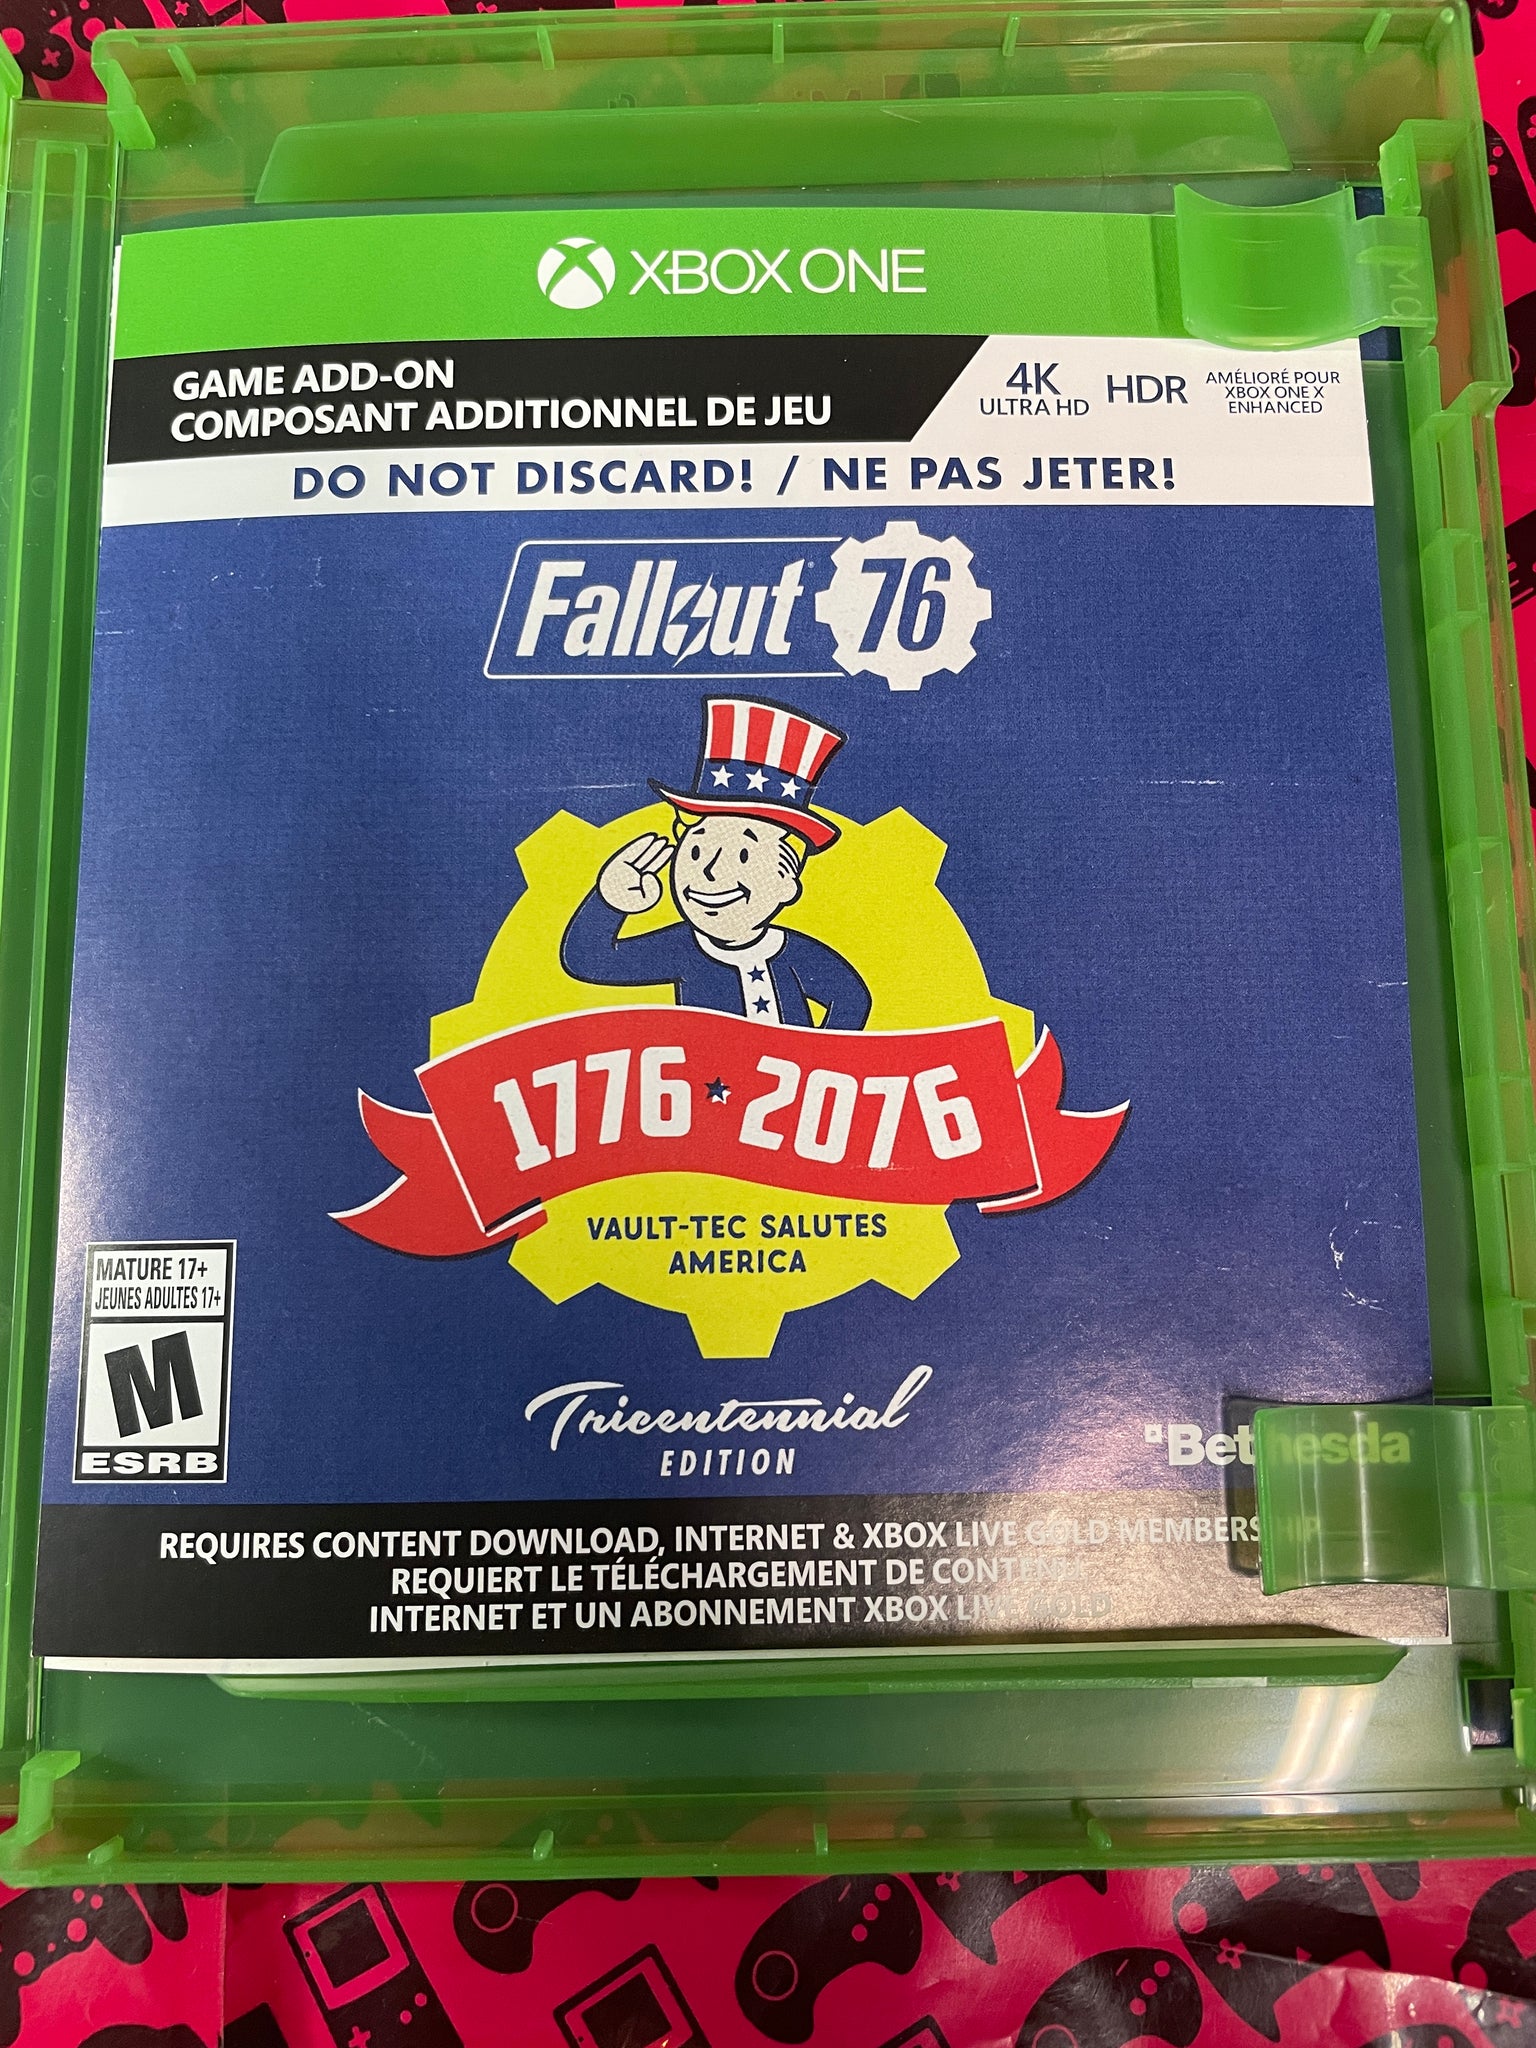 XBOX ONE
GAME ADD-ON
COMPOSANT ADDITIONNEL DE JEU
4K
ULTRA HD
HDR
AMÉLIORÉ POUR
XBOX ONE X
ENHANCED
DO NOT DISCARD! / NE PAS JETER!
Fallout 76
1776 ★ 2076
VAULT-TEC SALUTES
AMERICA
MATURE 17+
JEUNES ADULTES 17+
M
ESRB
Tricentennial
EDITION
Bethesda
REQUIRES CONTENT DOWNLOAD, INTERNET & XBOX LIVE GOLD MEMBERSHIP
REQUIERT LE TÉLÉCHARGEMENT DE CONTENU
INTERNET ET UN ABONNEMENT XBOX LIVE GOLD